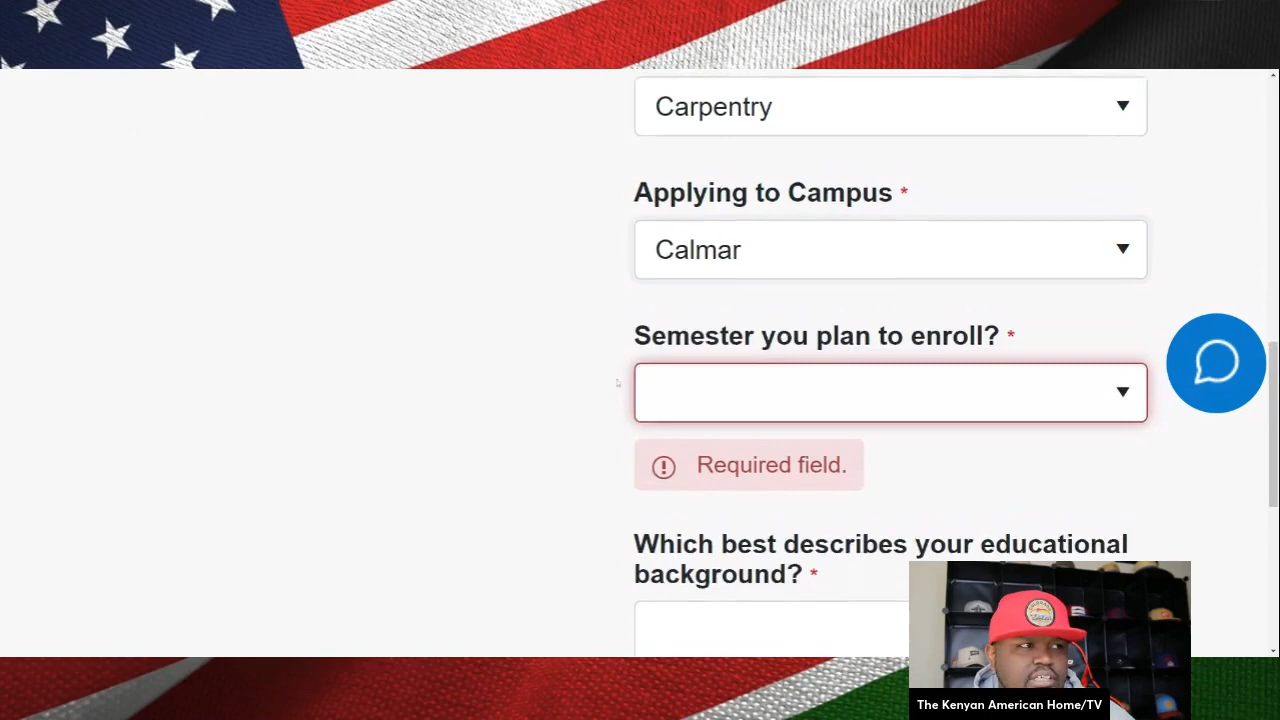 Carpentry
Applying to Campus *
Calmar
Semester you plan to enroll? *
Required field.
Which best describes your educational
background? *
The Kenyan American Home/TV